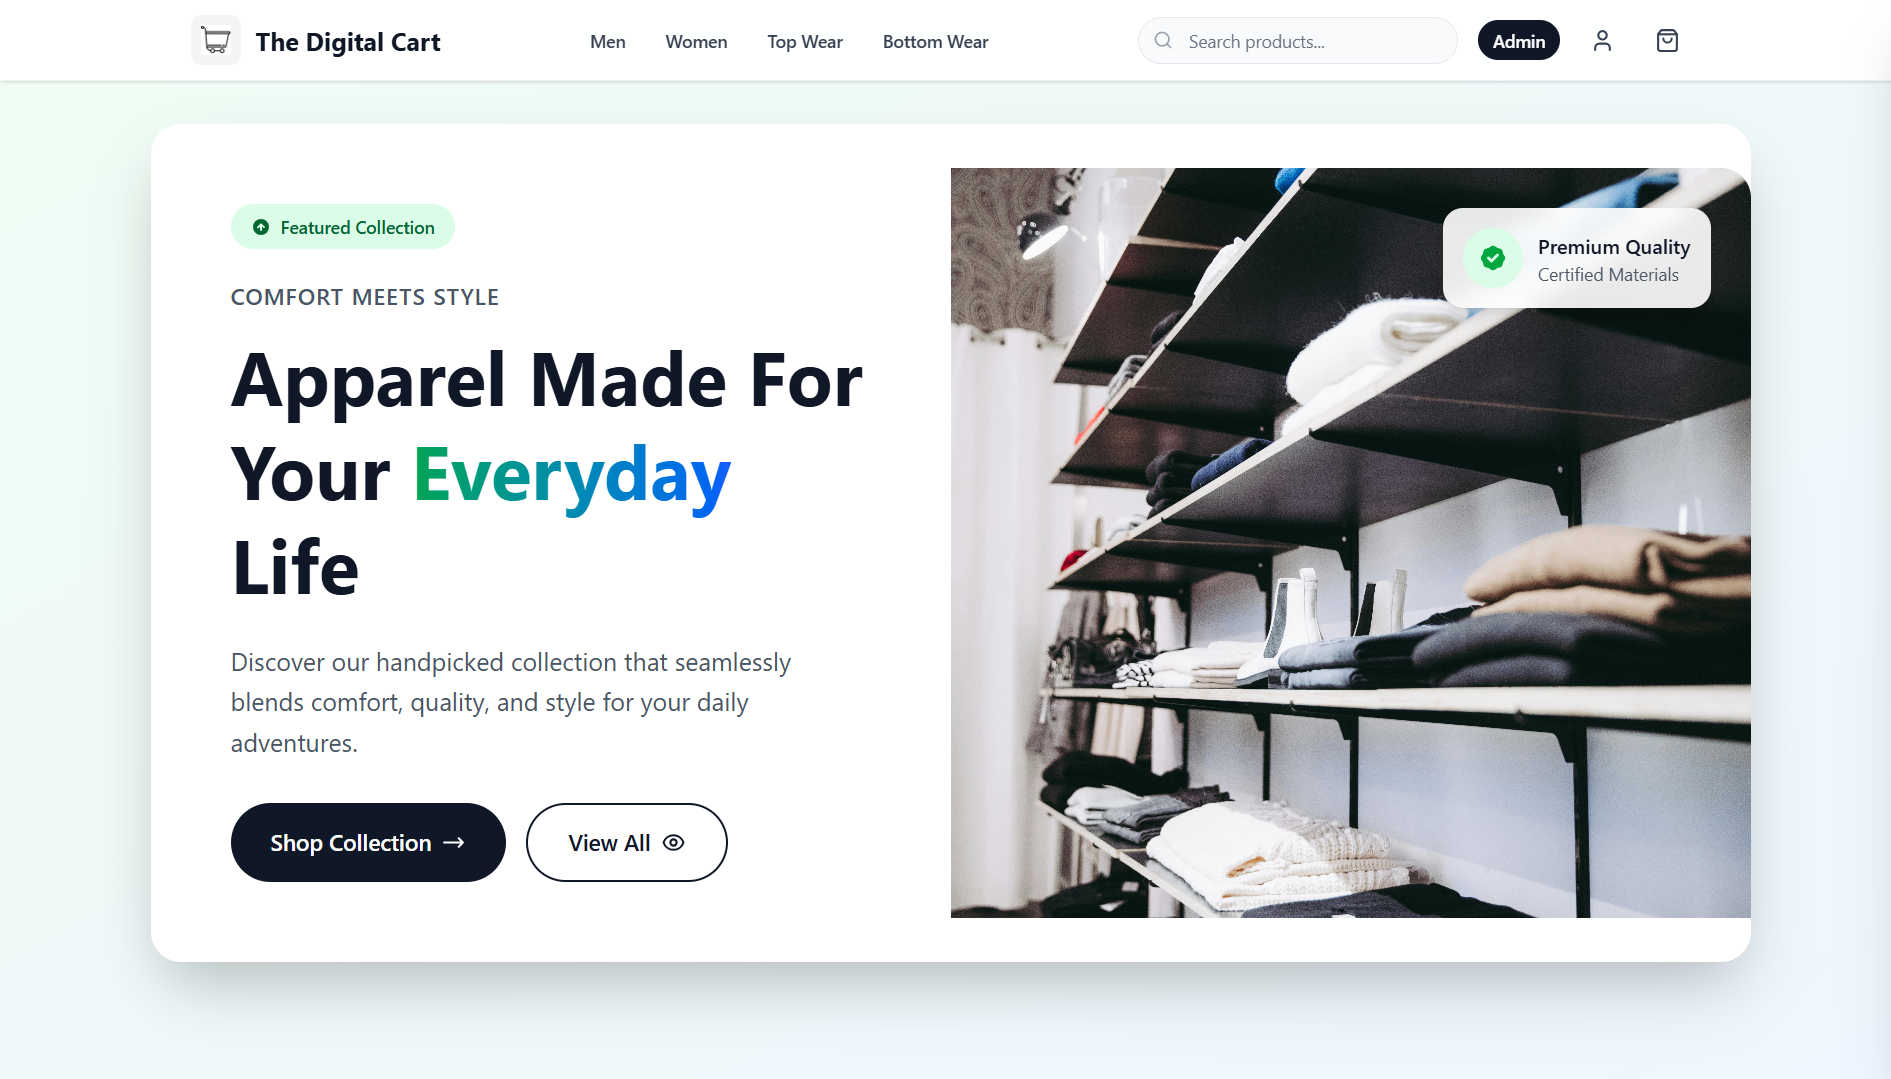 The Digital Cart
Men
Women
Top Wear
Bottom Wear
Search products...
Admin
Featured Collection
COMFORT MEETS STYLE
Apparel Made For
Your Everyday
Life
Discover our handpicked collection that seamlessly
blends comfort, quality, and style for your daily
adventures.
Shop Collection →
View All
Premium Quality
Certified Materials